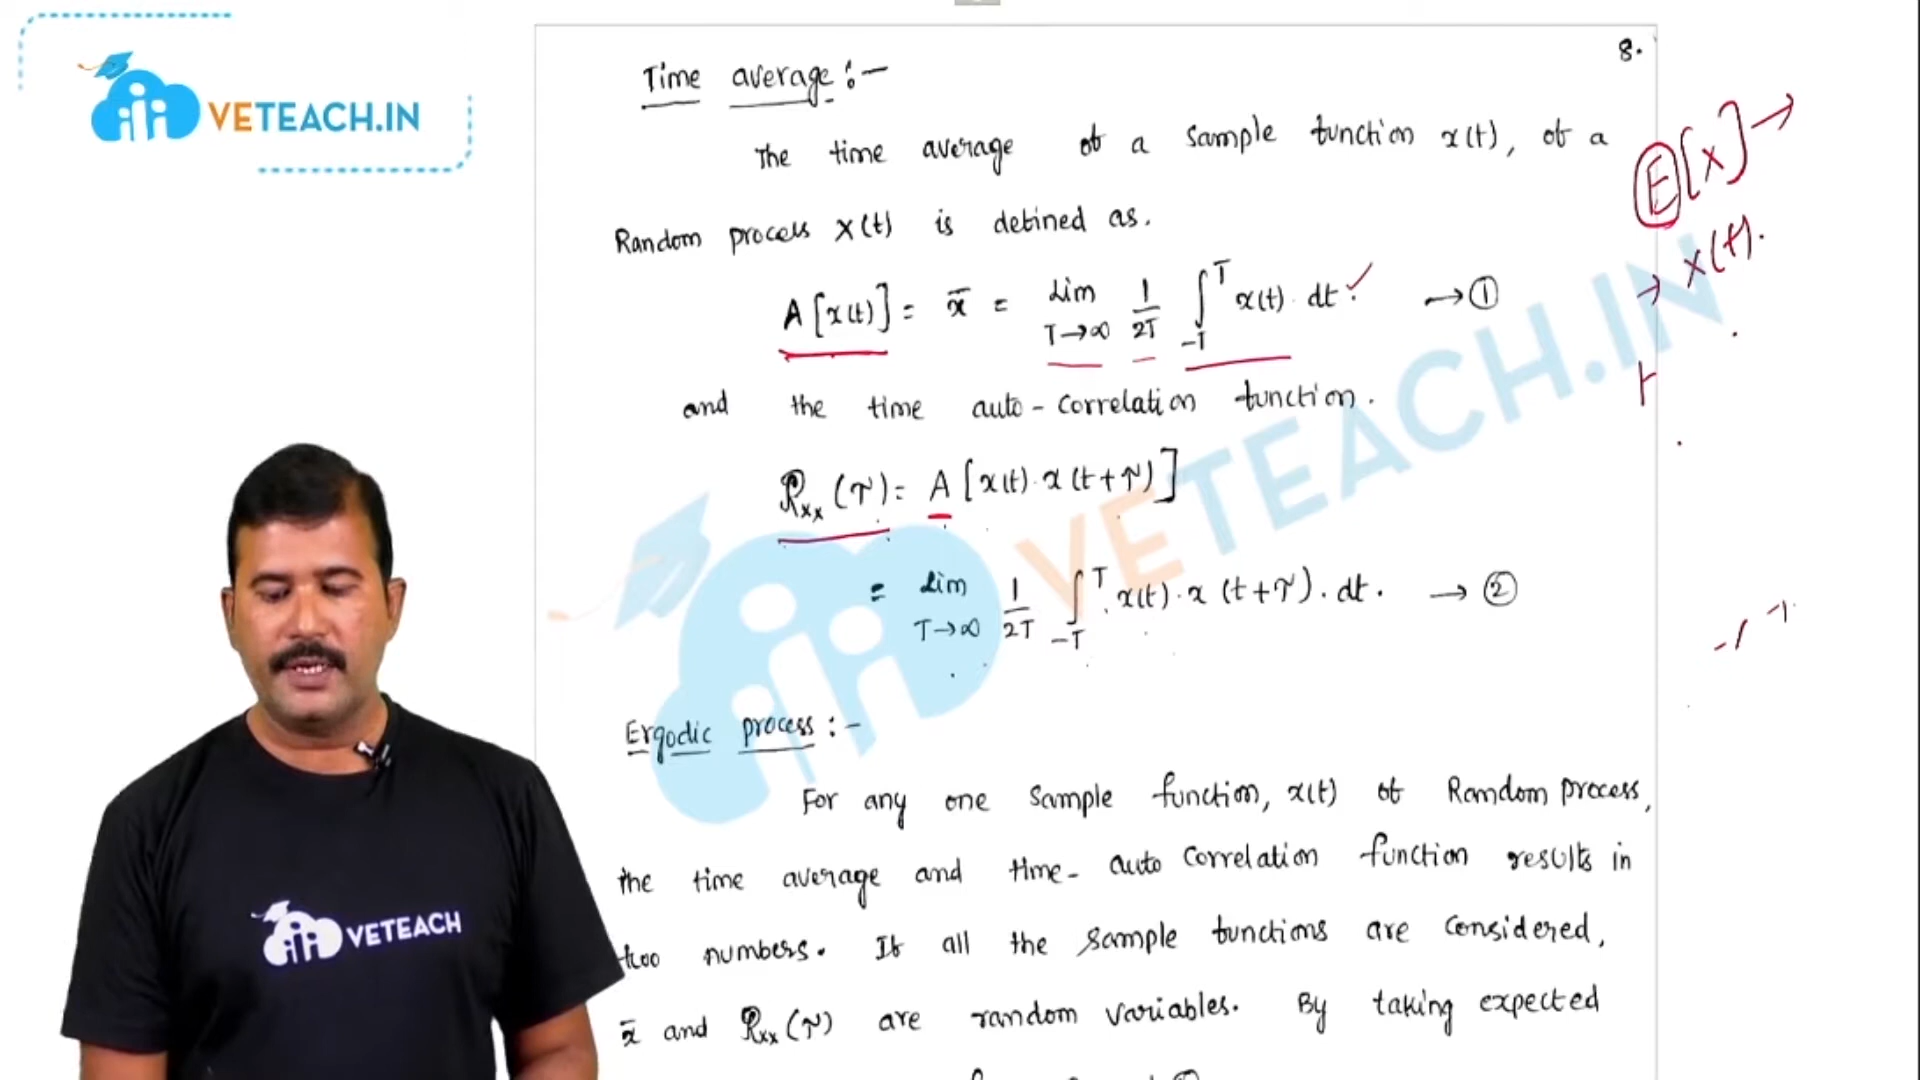 VETEACH.IN
8.
Time average :-
The time average of a sample function x(t), of a
Random process X(t) is defined as.
A[x(t)] = x̄ = Lim T→∞ 1/2T ∫_{-T}^{T} x(t) · dt. → ①
and the time auto-correlation function.
ℛxx(τ) = A[x(t)·x(t+τ)]
= Lim T→∞ 1/2T ∫_{-T}^{T} x(t)·x(t+τ). dt. → ②
E[X] →
→ X(t).
Ergodic process :-
For any one Sample function, x(t) of Random process,
the time average and time-auto Correlation function results in
two numbers. If all the sample functions are Considered,
x̄ and ℛxx(τ) are random variables. By taking expected
VETEACH.IN
VETEACH